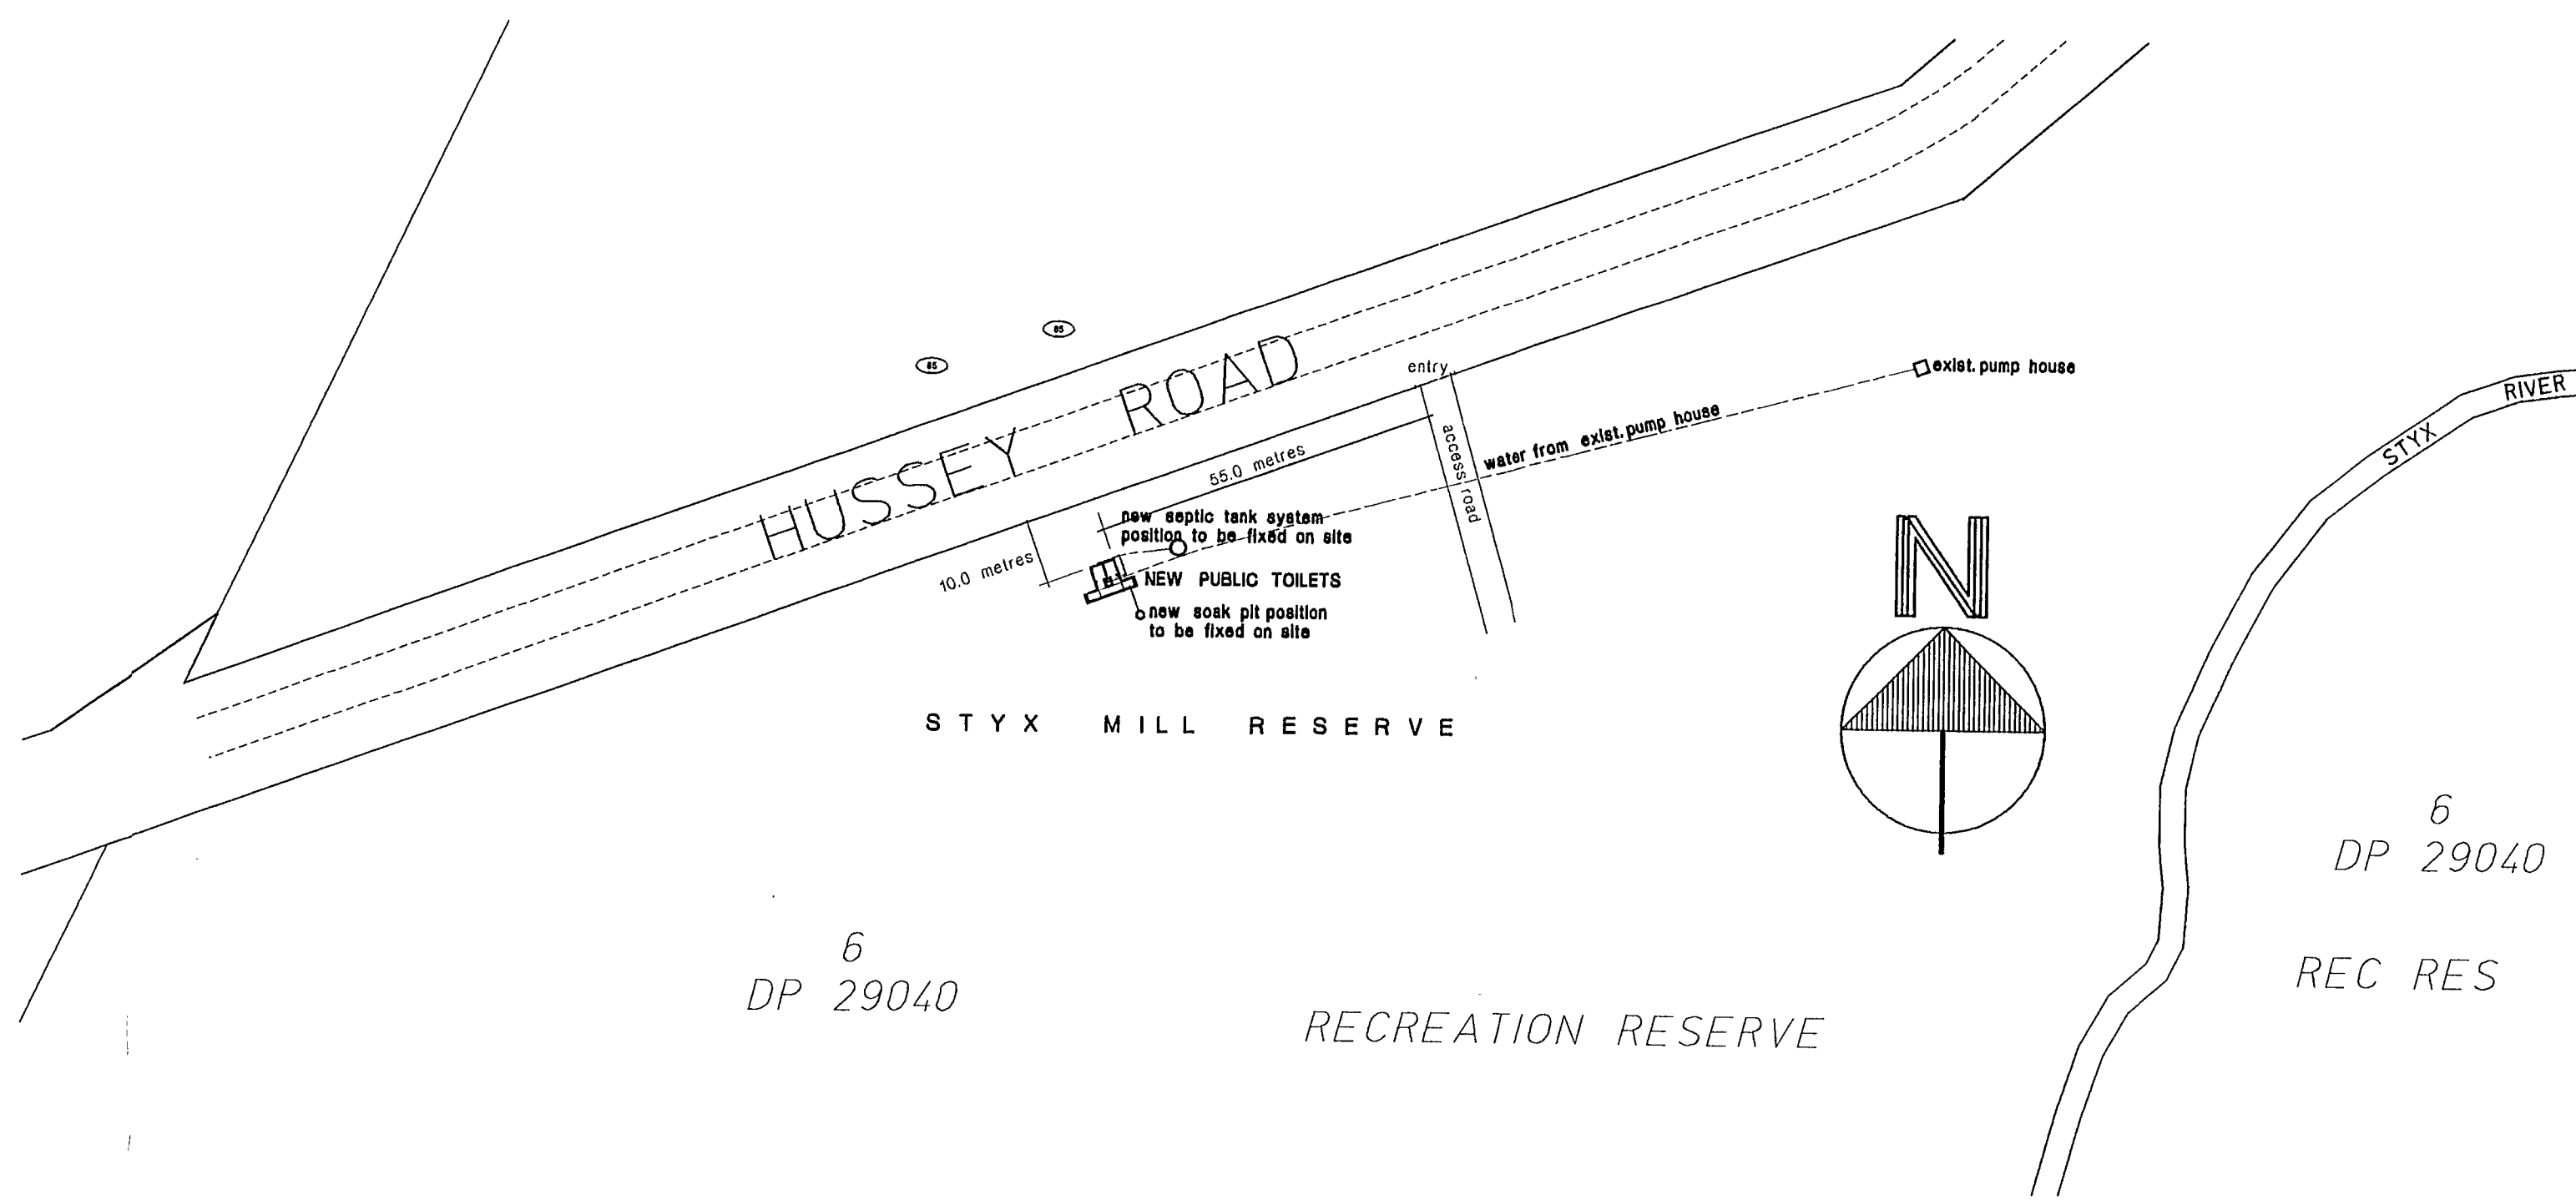 85
85
HUSSEY ROAD
entry
exist. pump house
RIVER
STYX
water from exist. pump house
access road
55.0 metres
new septic tank system
position to be fixed on site
10.0 metres
NEW PUBLIC TOILETS
new soak pit position
to be fixed on site
N
STYX MILL RESERVE
6
DP 29040
6
DP 29040
REC RES
RECREATION RESERVE